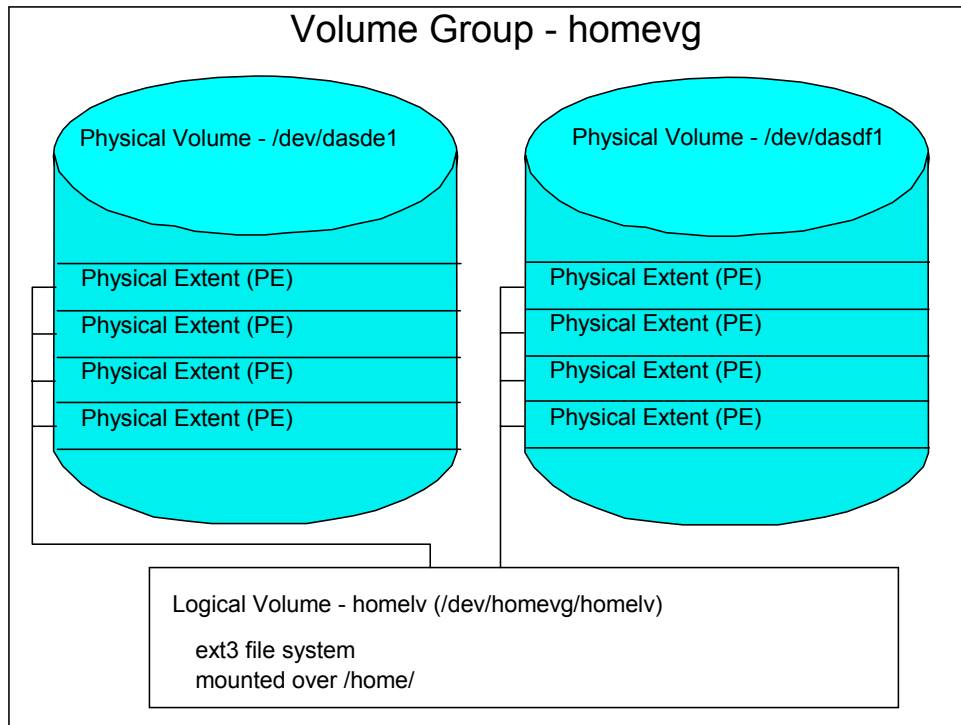 Volume Group - homevg
Physical Volume - /dev/dasde1
Physical Extent (PE)
Physical Extent (PE)
Physical Extent (PE)
Physical Extent (PE)
Physical Volume - /dev/dasdf1
Physical Extent (PE)
Physical Extent (PE)
Physical Extent (PE)
Physical Extent (PE)
Logical Volume - homelv (/dev/homevg/homelv)
ext3 file system
mounted over /home/